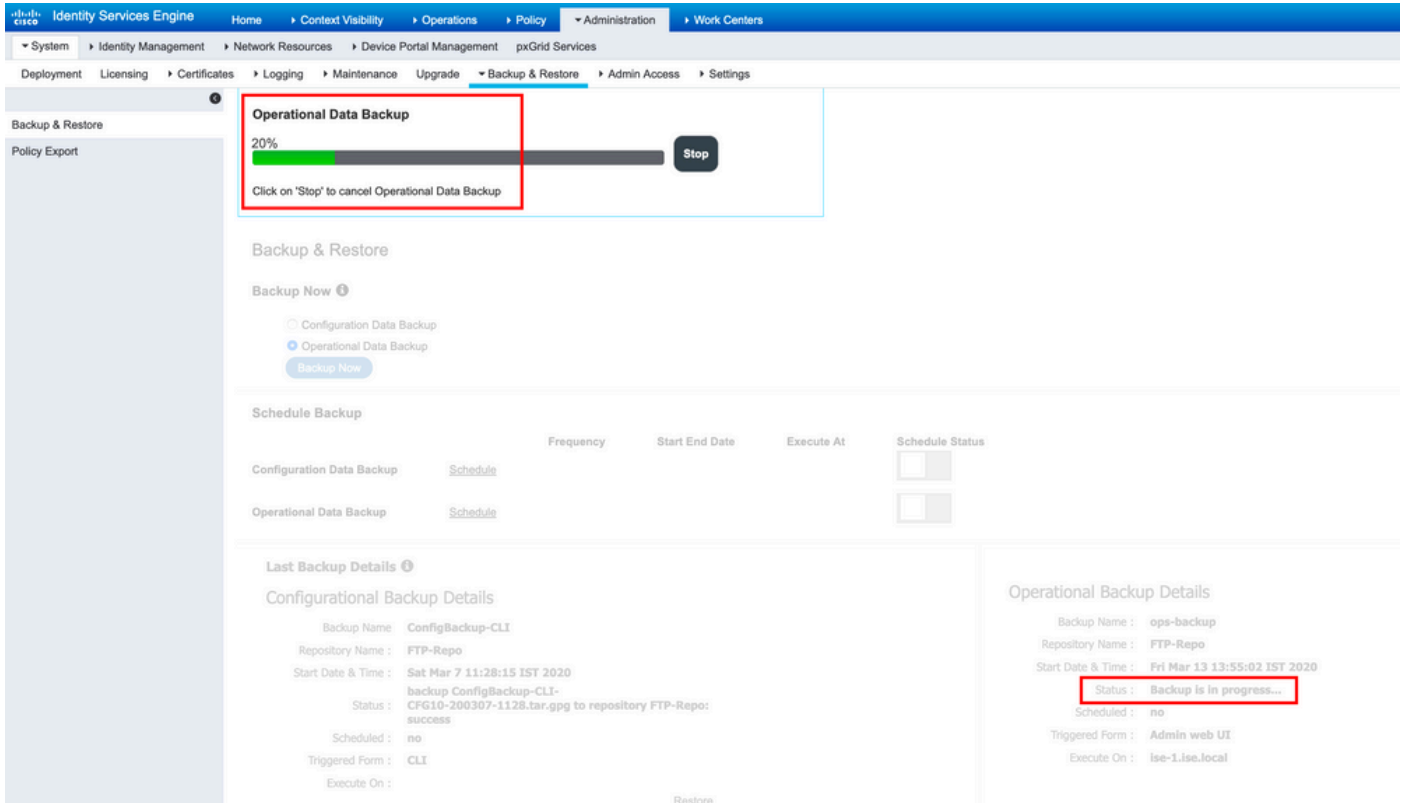 cisco Identity Services Engine Home Context Visibility Operations Policy Administration Work Centers
System Identity Management Network Resources Device Portal Management pxGrid Services
Deployment Licensing Certificates Logging Maintenance Upgrade Backup & Restore Admin Access Settings
Backup & Restore
Policy Export
Operational Data Backup
20%
Stop
Click on 'Stop' to cancel Operational Data Backup
Backup & Restore
Backup Now
Configuration Data Backup
Operational Data Backup
Backup Now
Schedule Backup
Frequency Start End Date Execute At Schedule Status
Configuration Data Backup Schedule
Operational Data Backup Schedule
Last Backup Details
Configurational Backup Details
Backup Name ConfigBackup-CLI
Repository Name : FTP-Repo
Start Date & Time : Sat Mar 7 11:28:15 IST 2020
Status : backup ConfigBackup-CLI-
CFG10-200307-1128.tar.gpg to repository FTP-Repo:
success
Scheduled : no
Triggered Form : CLI
Execute On :
Restore
Operational Backup Details
Backup Name : ops-backup
Repository Name : FTP-Repo
Start Date & Time : Fri Mar 13 13:55:02 IST 2020
Status : Backup is in progress...
Scheduled : no
Triggered Form : Admin web UI
Execute On : ise-1.ise.local